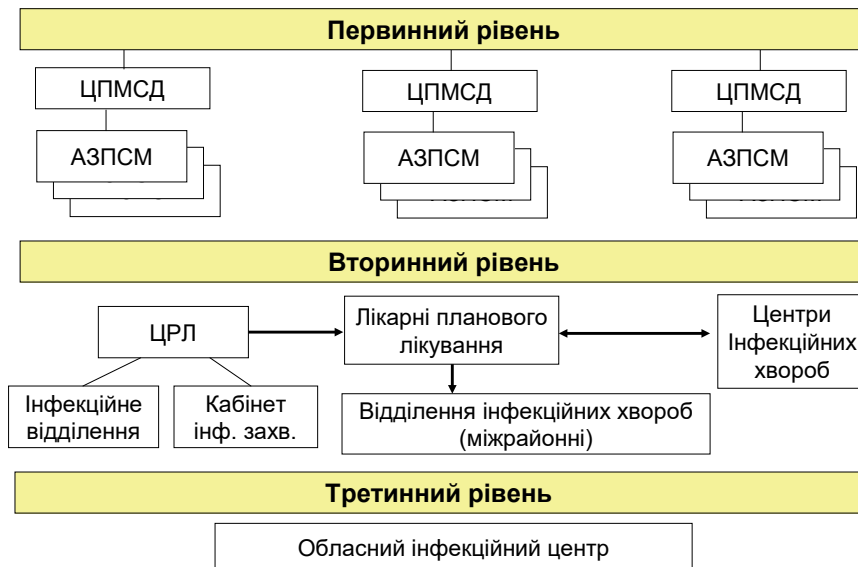 Первинний рівень
ЦПМСД
ЦПМСД
ЦПМСД
АЗПСМ
АЗПСМ
АЗПСМ
Вторинний рівень
ЦРЛ
Лікарні планового
лікування
Центри
Інфекційних
хвороб
Інфекційне
відділення
Кабінет
інф. захв.
Відділення інфекційних хвороб
(міжрайонні)
Третинний рівень
Обласний інфекційний центр